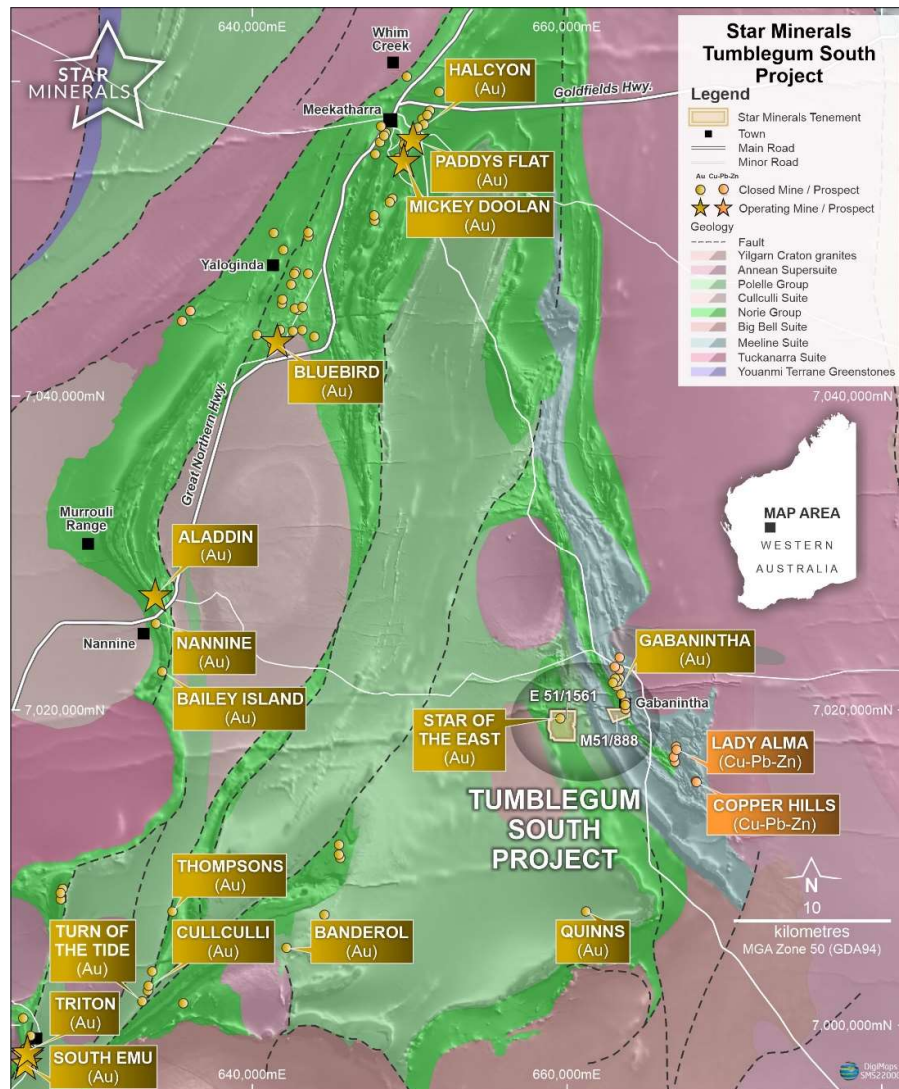 640,000mE
660,000mE
STAR
MINERALS
Whim
Creek
HALCYON
(Au)
Goldfields Hwy.
Meekatharra
PADDYS FLAT
(Au)
MICKEY DOOLAN
(Au)
Yaloginda
BLUEBIRD
(Au)
Great Northern Hwy.
7,040,000mN
7,040,000mN
Star Minerals
Tumblegum South
Project
Legend
Star Minerals Tenement
Town
Main Road
Minor Road
Au Cu-Pb-Zn
Closed Mine / Prospect
Operating Mine / Prospect
Geology
Fault
Yilgarn Craton granites
Annean Supersuite
Polelle Group
Cullculli Suite
Norie Group
Big Bell Suite
Meeline Suite
Tuckanarra Suite
Youanmi Terrane Greenstones
MAP AREA
WESTERN
AUSTRALIA
Murrouli
Range
ALADDIN
(Au)
Nannine
NANNINE
(Au)
BAILEY ISLAND
(Au)
7,020,000mN
7,020,000mN
GABANINTHA
(Au)
E 51/1561
Gabanintha
STAR OF
THE EAST
(Au)
M51/888
LADY ALMA
(Cu-Pb-Zn)
COPPER HILLS
(Cu-Pb-Zn)
TUMBLEGUM
SOUTH
PROJECT
THOMPSONS
(Au)
TURN OF
THE TIDE
(Au)
CULLCULLI
(Au)
BANDEROL
(Au)
QUINNS
(Au)
N
10
kilometres
MGA Zone 50 (GDA94)
TRITON
(Au)
SOUTH EMU
(Au)
7,000,000mN
640,000mE
660,000mE
DigiMaps